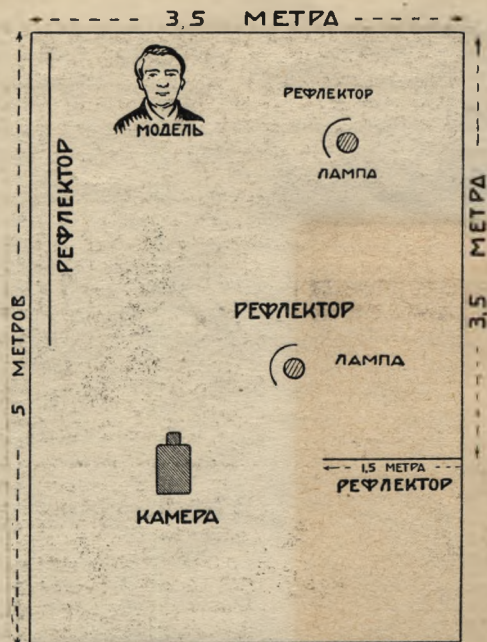 3,5 МЕТРА
РЕФЛЕКТОР
МОДЕЛЬ
ЛАМПА
РЕФЛЕКТОР
5 МЕТРОВ
3,5 МЕТРА
РЕФЛЕКТОР
ЛАМПА
1,5 МЕТРА
РЕФЛЕКТОР
КАМЕРА